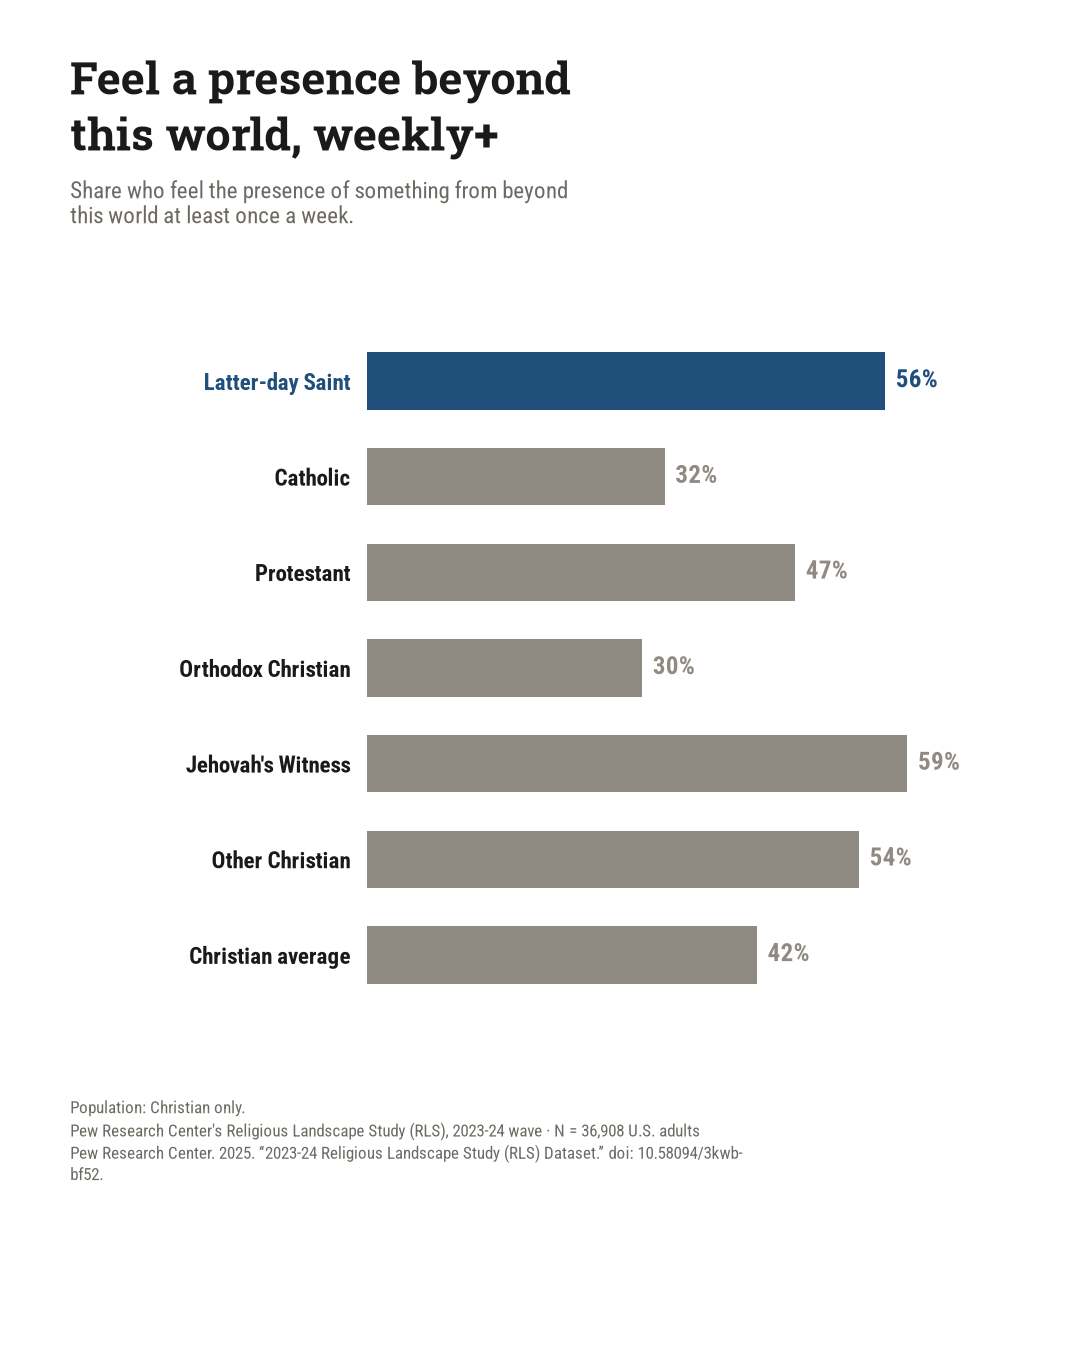 Feel a presence beyond
this world, weekly+
Share who feel the presence of something from beyond
this world at least once a week.
Latter-day Saint 56%
Catholic 32%
Protestant 47%
Orthodox Christian 30%
Jehovah's Witness 59%
Other Christian 54%
Christian average 42%
Population: Christian only.
Pew Research Center's Religious Landscape Study (RLS), 2023-24 wave · N = 36,908 U.S. adults
Pew Research Center. 2025. “2023-24 Religious Landscape Study (RLS) Dataset.” doi: 10.58094/3kwb-
bf52.